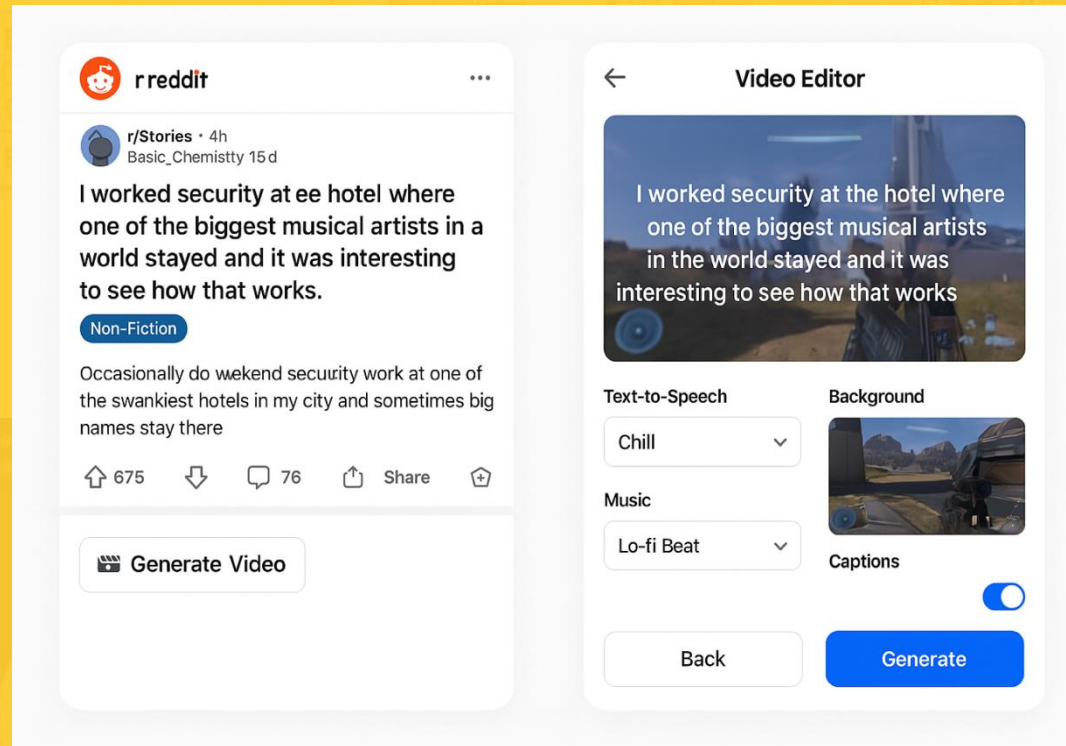 r reddit
r/Stories • 4h
Basic_Chemistty 15 d
I worked security at ee hotel where
one of the biggest musical artists in a
world stayed and it was interesting
to see how that works.
Non-Fiction
Occasionally do wekend secuurity work at one of
the swankiest hotels in my city and sometimes big
names stay there
675
76
Share
Generate Video
Video Editor
I worked security at the hotel where
one of the biggest musical artists
in the world stayed and it was
interesting to see how that works
Text-to-Speech
Chill
Music
Lo-fi Beat
Background
Captions
Back
Generate